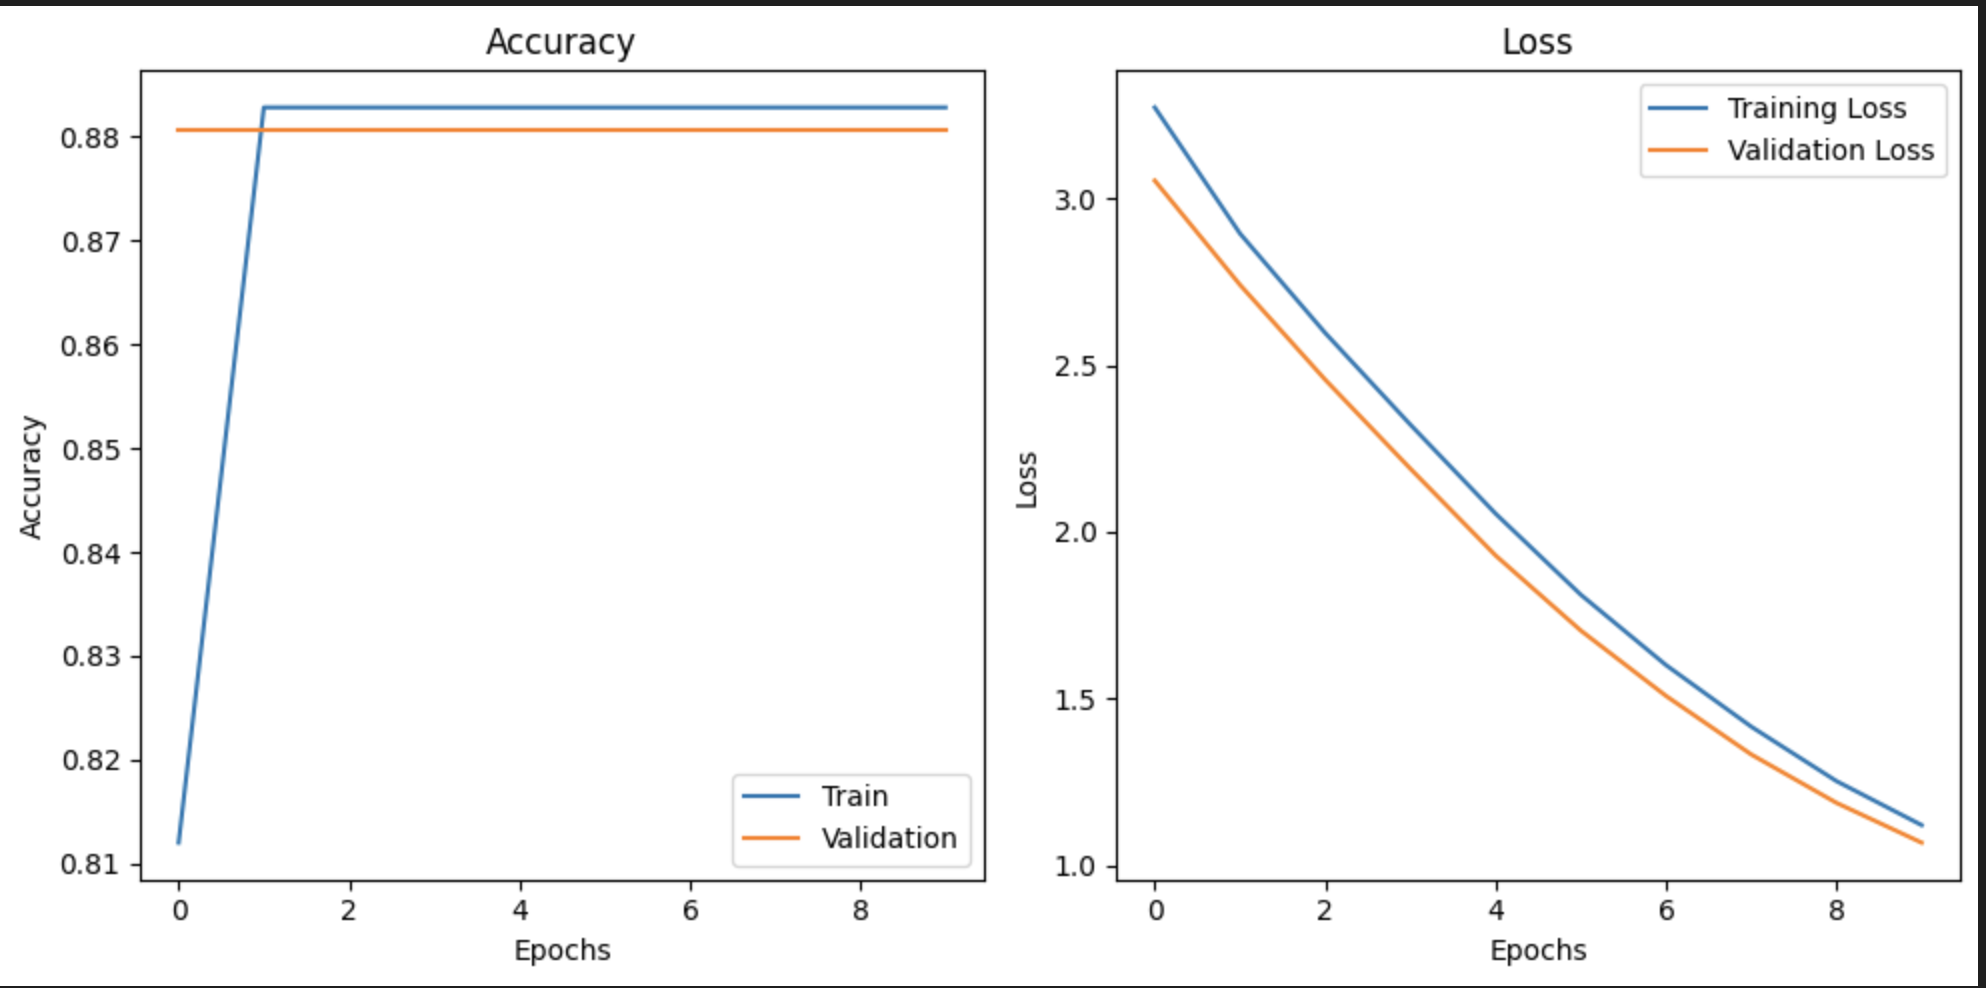 Accuracy
Accuracy
0.88
0.87
0.86
0.85
0.84
0.83
0.82
0.81
0 2 4 6 8
Epochs
Train
Validation
Loss
Loss
3.0
2.5
2.0
1.5
1.0
0 2 4 6 8
Epochs
Training Loss
Validation Loss